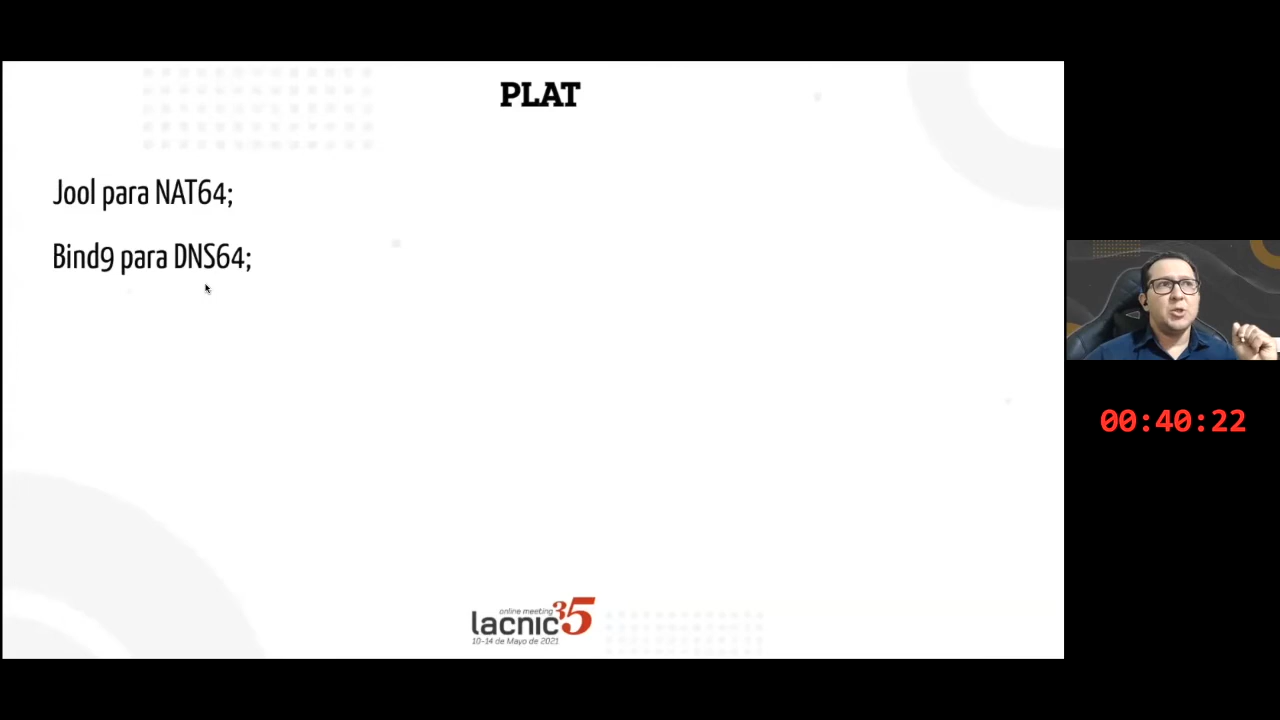 PLAT
Jool para NAT64;
Bind9 para DNS64;
00:40:22
online meeting
lacnic35
10-14 de Mayo de 2021